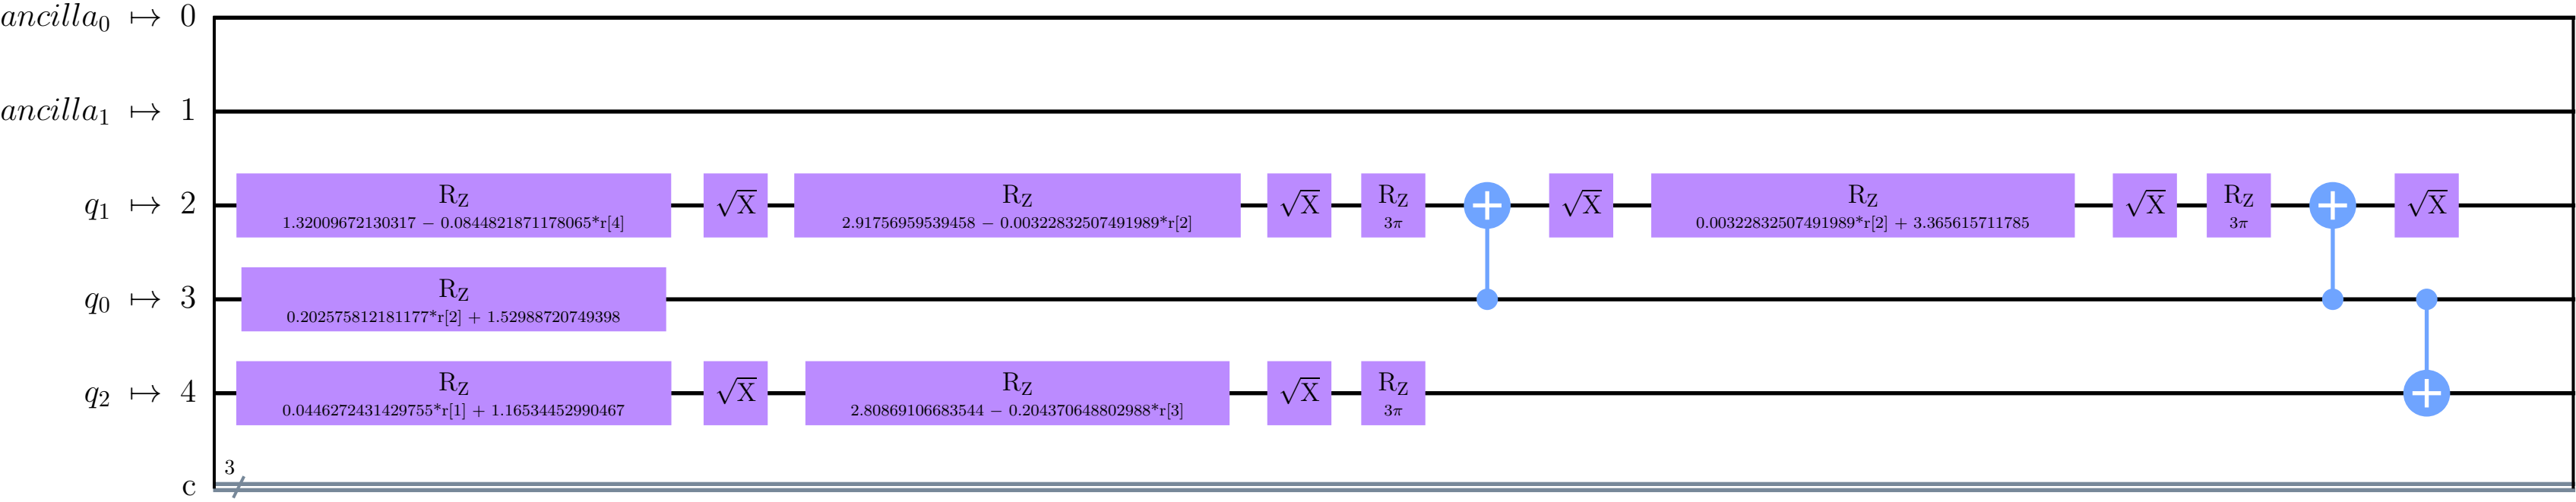 ancilla₀ ↦ 0
ancilla₁ ↦ 1
q₁ ↦ 2 R_Z √X R_Z √X R_Z √X R_Z √X R_Z √X
1.32009672130317 − 0.0844821871178065*r[4] 2.91756959539458 − 0.00322832507491989*r[2] 3π 0.00322832507491989*r[2] + 3.365615711785 3π
q₀ ↦ 3 R_Z
0.202575812181177*r[2] + 1.52988720749398
q₂ ↦ 4 R_Z √X R_Z √X R_Z
0.0446272431429755*r[1] + 1.16534452990467 2.80869106683544 − 0.204370648802988*r[3] 3π
3
c